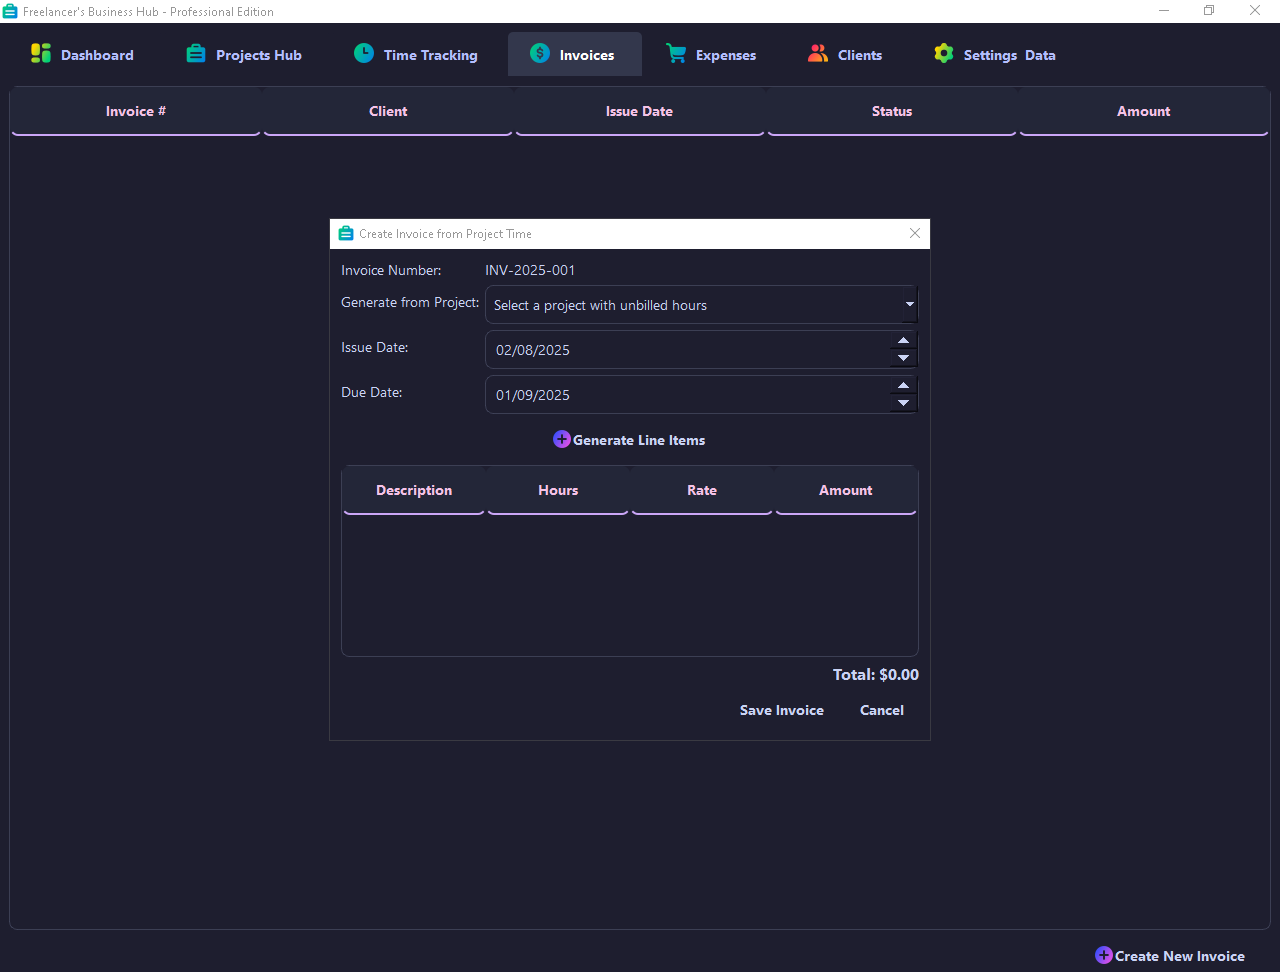 Freelancer's Business Hub - Professional Edition
Dashboard Projects Hub Time Tracking Invoices Expenses Clients Settings Data
Invoice # Client Issue Date Status Amount
Create Invoice from Project Time
Invoice Number: INV-2025-001
Generate from Project: Select a project with unbilled hours
Issue Date: 02/08/2025
Due Date: 01/09/2025
Generate Line Items
Description Hours Rate Amount
Total: $0.00
Save Invoice Cancel
Create New Invoice